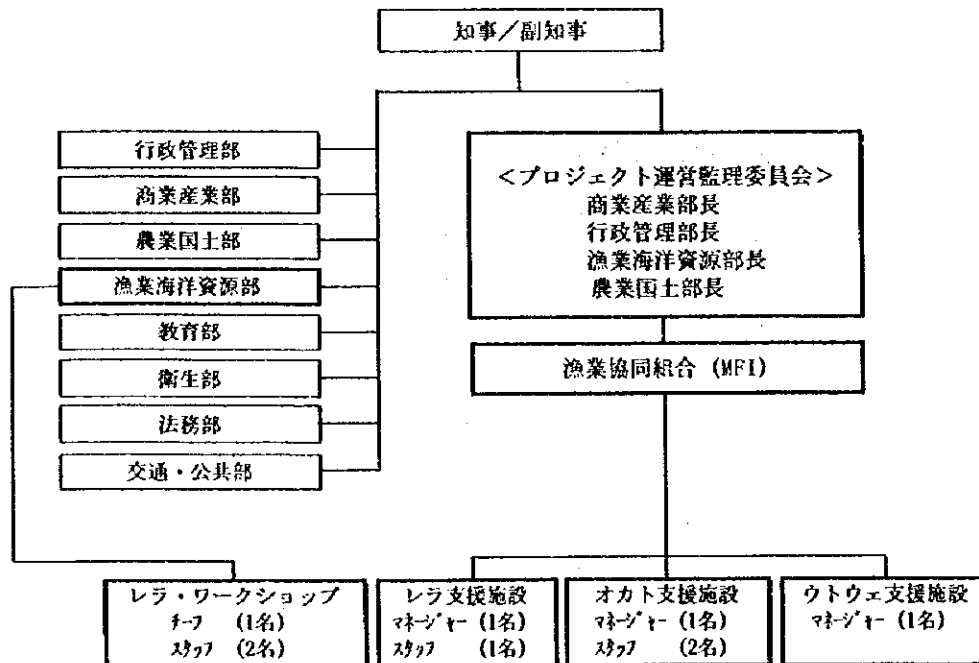 知事／副知事
行政管理部
商業産業部
農業国土部
漁業海洋資源部
教育部
衛生部
法務部
交通・公共部
＜プロジェクト運営監理委員会＞
商業産業部長
行政管理部長
漁業海洋資源部長
農業国土部長
漁業協同組合 (MFI)
レラ・ワークショップ
ﾁｰﾌ (1名)
ｽﾀｯﾌ (2名)
レラ支援施設
ﾏﾈｰｼﾞｬｰ (1名)
ｽﾀｯﾌ (1名)
オカト支援施設
ﾏﾈｰｼﾞｬｰ (1名)
ｽﾀｯﾌ (2名)
ウトウェ支援施設
ﾏﾈｰｼﾞｬｰ (1名)